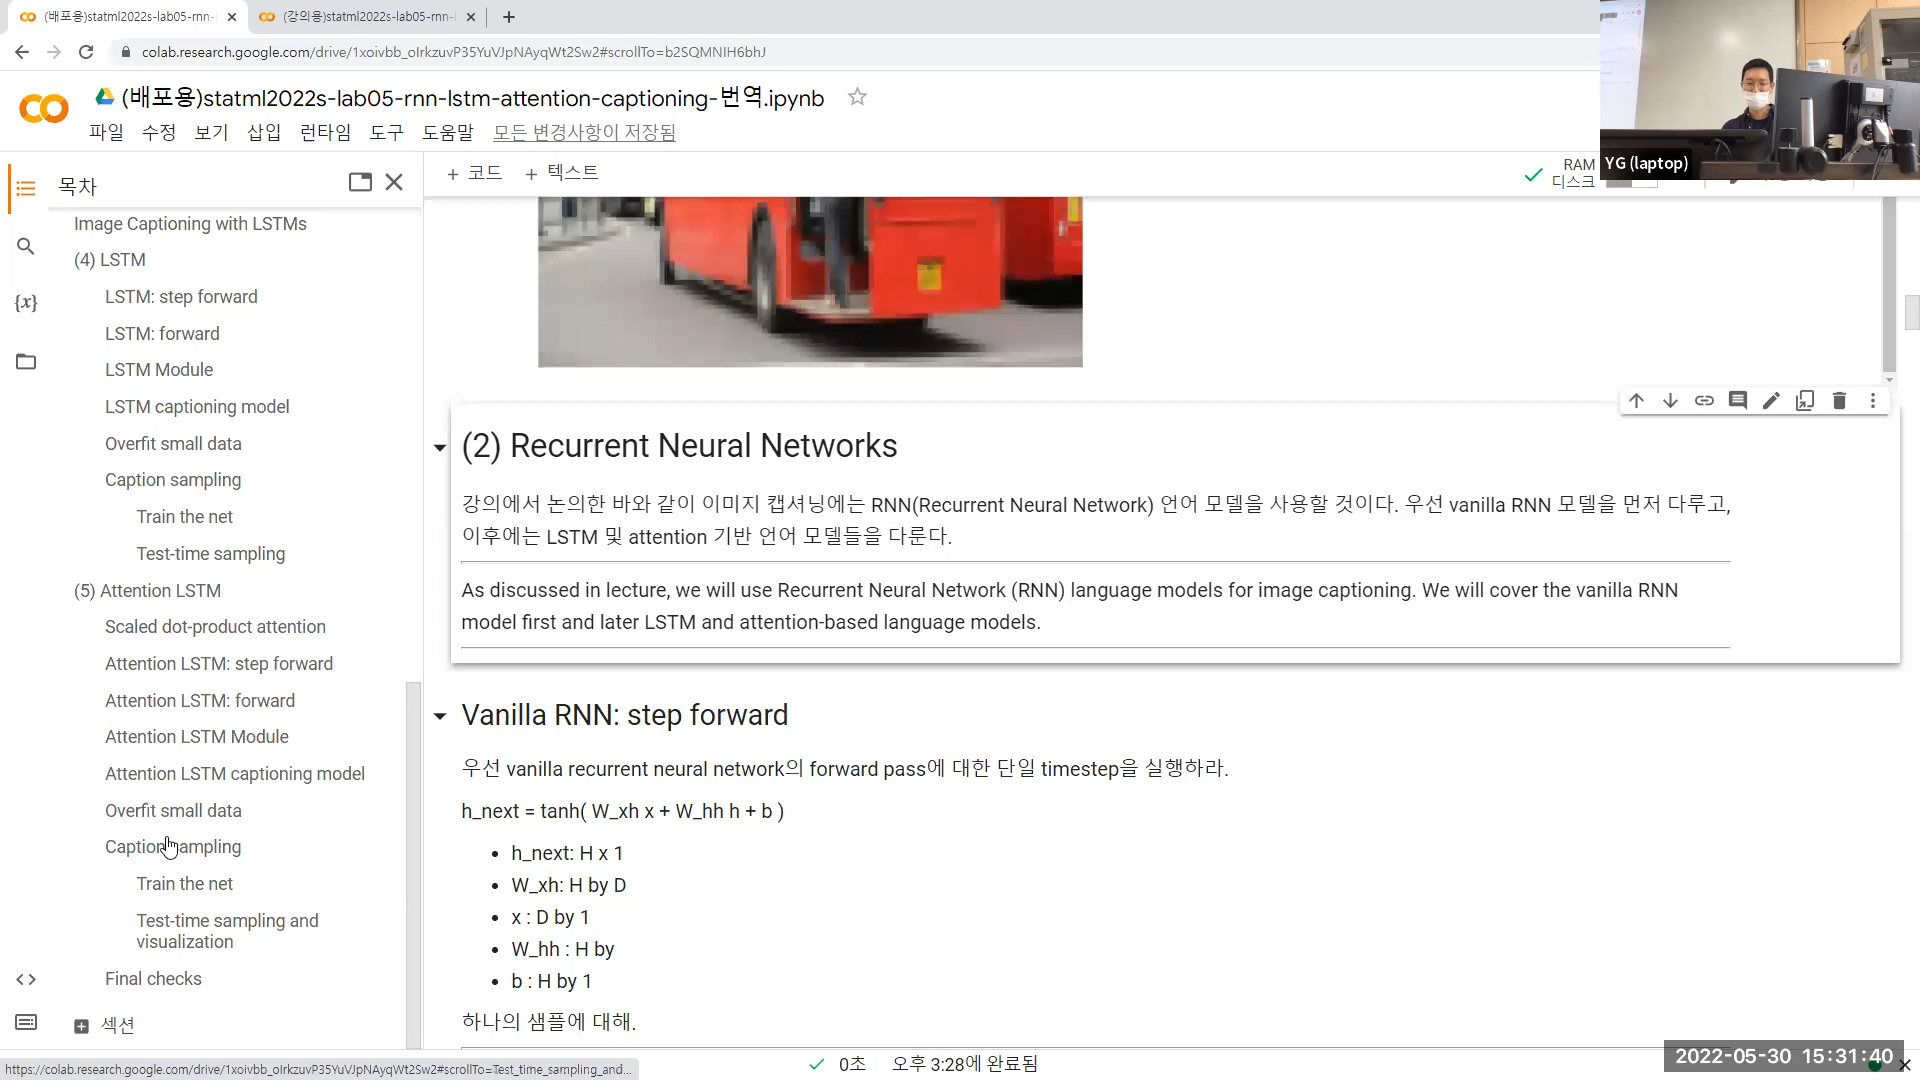 (배포용)statml2022s-lab05-rnn-
(강의용)statml2022s-lab05-rnn-l
colab.research.google.com/drive/1xoivbb_olrkzuvP35YuVJpNAyqWt2Sw2#scrollTo=b2SQMNIH6bhJ
(배포용)statml2022s-lab05-rnn-lstm-attention-captioning-번역.ipynb
파일 수정 보기 삽입 런타임 도구 도움말 모든 변경사항이 저장됨
YG (laptop)
목차
+ 코드 + 텍스트
RAM
디스크
Image Captioning with LSTMs
(4) LSTM
LSTM: step forward
LSTM: forward
LSTM Module
LSTM captioning model
Overfit small data
Caption sampling
Train the net
Test-time sampling
(5) Attention LSTM
Scaled dot-product attention
Attention LSTM: step forward
Attention LSTM: forward
Attention LSTM Module
Attention LSTM captioning model
Overfit small data
Caption sampling
Train the net
Test-time sampling and
visualization
Final checks
섹션
(2) Recurrent Neural Networks
강의에서 논의한 바와 같이 이미지 캡셔닝에는 RNN(Recurrent Neural Network) 언어 모델을 사용할 것이다. 우선 vanilla RNN 모델을 먼저 다루고,
이후에는 LSTM 및 attention 기반 언어 모델들을 다룬다.
As discussed in lecture, we will use Recurrent Neural Network (RNN) language models for image captioning. We will cover the vanilla RNN
model first and later LSTM and attention-based language models.
Vanilla RNN: step forward
우선 vanilla recurrent neural network의 forward pass에 대한 단일 timestep을 실행하라.
h_next = tanh( W_xh x + W_hh h + b )
• h_next: H x 1
• W_xh: H by D
• x : D by 1
• W_hh : H by
• b : H by 1
하나의 샘플에 대해.
https://colab.research.google.com/drive/1xoivbb_olrkzuvP35YuVJpNAyqWt2Sw2#scrollTo=Test_time_sampling_and...
0초 오후 3:28에 완료됨
2022-05-30 15:31:40